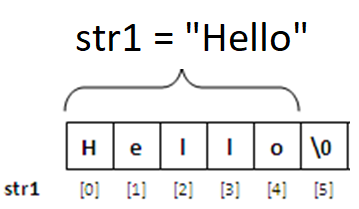 str1 = "Hello"
H e l l o \0
str1 [0] [1] [2] [3] [4] [5]